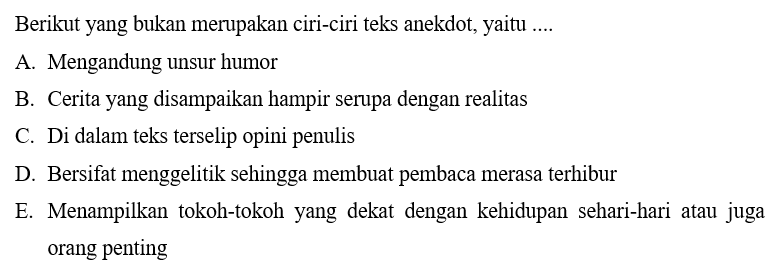 Berikut yang bukan merupakan ciri-ciri teks anekdot, yaitu ....
A. Mengandung unsur humor
B. Cerita yang disampaikan hampir serupa dengan realitas
C. Di dalam teks terselip opini penulis
D. Bersifat menggelitik sehingga membuat pembaca merasa terhibur
E. Menampilkan tokoh-tokoh yang dekat dengan kehidupan sehari-hari atau juga
orang penting